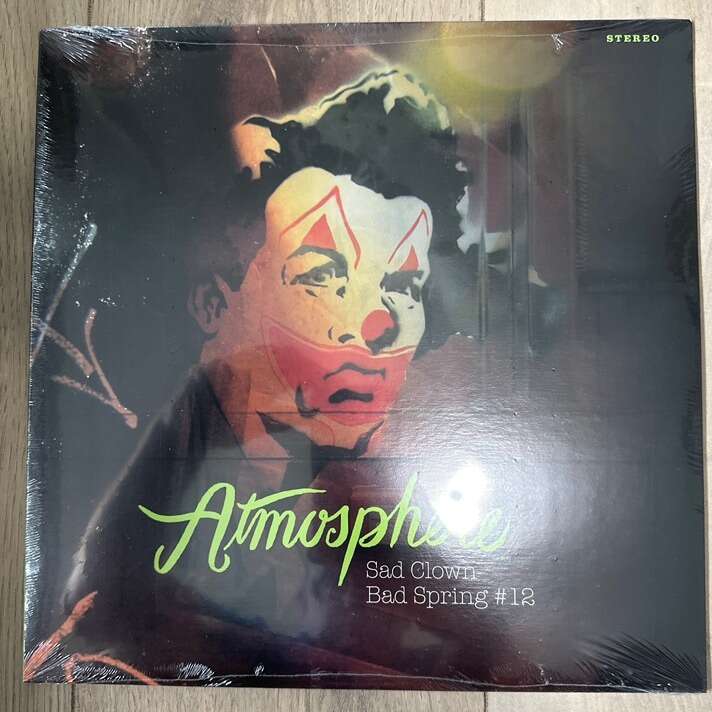 STEREO
Atmosphere
Sad Clown
Bad Spring #12